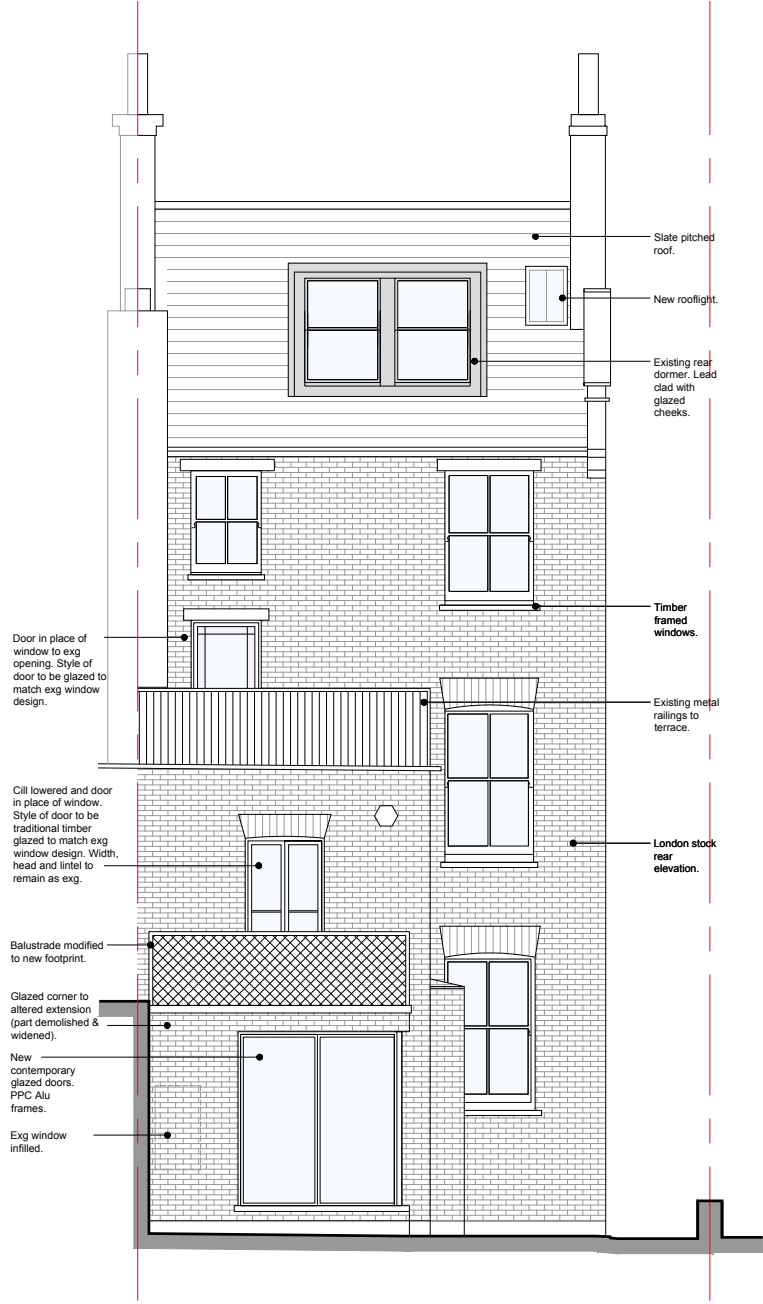 Slate pitched
roof.
New rooflight.
Existing rear
dormer. Lead
clad with
glazed
cheeks.
Timber
framed
windows.
Door in place of
window to exg
opening. Style of
door to be glazed to
match exg window
design.
Existing metal
railings to
terrace.
Cill lowered and door
in place of window.
Style of door to be
traditional timber
glazed to match exg
window design. Width,
head and lintel to
remain as exg.
London stock
rear
elevation.
Balustrade modified
to new footprint.
Glazed corner to
altered extension
(part demolished &
widened).
New
contemporary
glazed doors.
PPC Alu
frames.
Exg window
infilled.